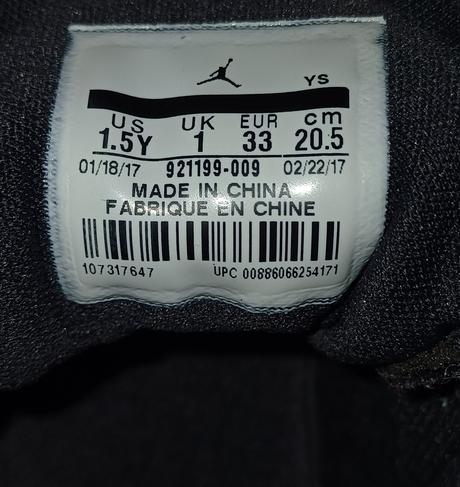 YS
US UK EUR cm
1.5Y 1 33 20.5
01/18/17 921199-009 02/22/17
MADE IN CHINA
FABRIQUE EN CHINE
107317647 UPC 00886066254171